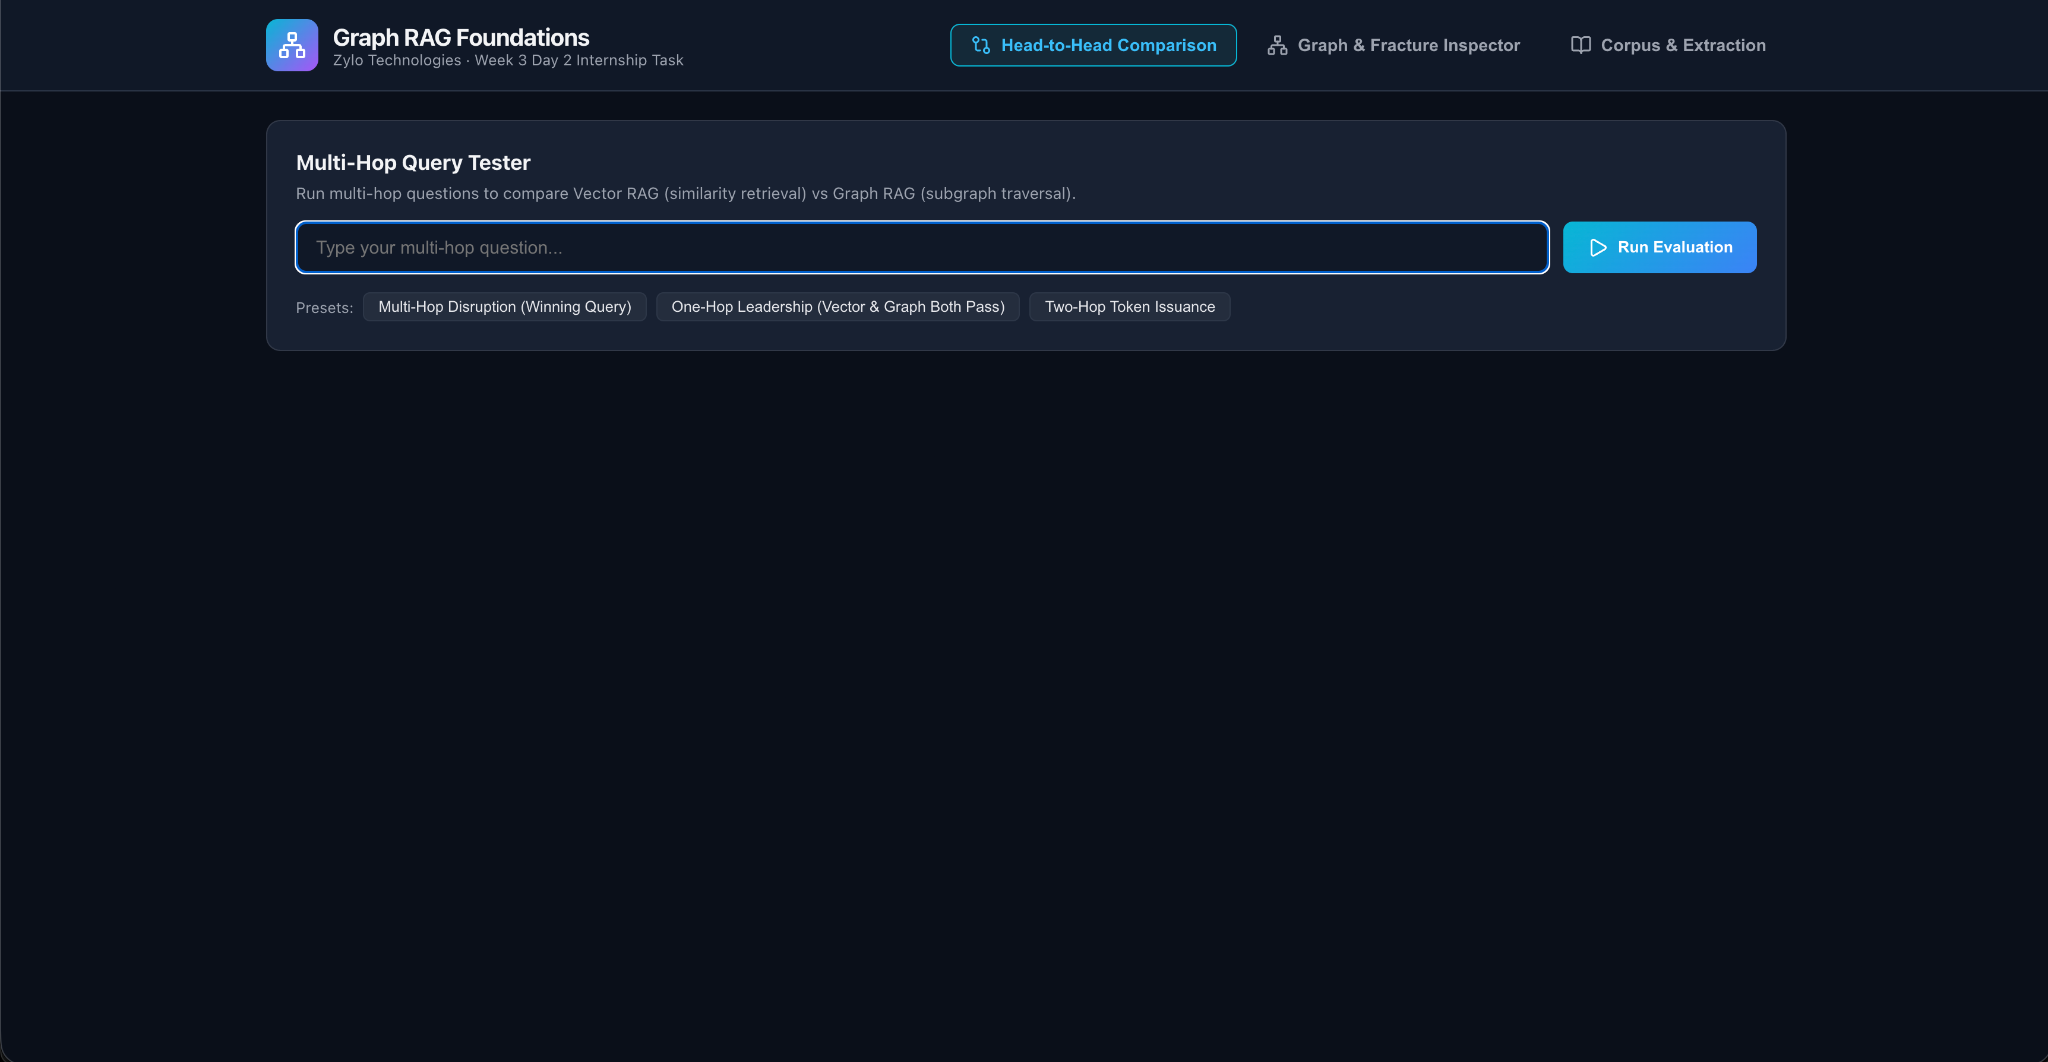 Graph RAG Foundations
Zylo Technologies · Week 3 Day 2 Internship Task
Head-to-Head Comparison
Graph & Fracture Inspector
Corpus & Extraction
Multi-Hop Query Tester
Run multi-hop questions to compare Vector RAG (similarity retrieval) vs Graph RAG (subgraph traversal).
Type your multi-hop question...
Run Evaluation
Presets:
Multi-Hop Disruption (Winning Query)
One-Hop Leadership (Vector & Graph Both Pass)
Two-Hop Token Issuance